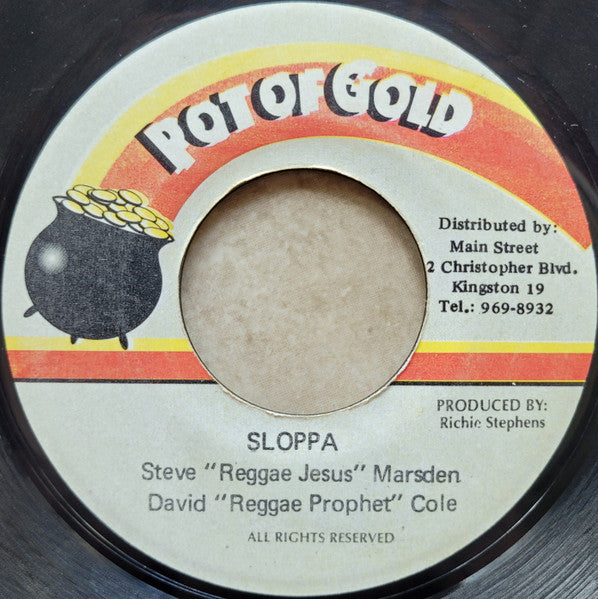 POT OF GOLD
Distributed by:
Main Street
2 Christopher Blvd.
Kingston 19
Tel.: 969-8932
PRODUCED BY:
Richie Stephens
SLOPPA
Steve "Reggae Jesus" Marsden
David "Reggae Prophet" Cole
ALL RIGHTS RESERVED